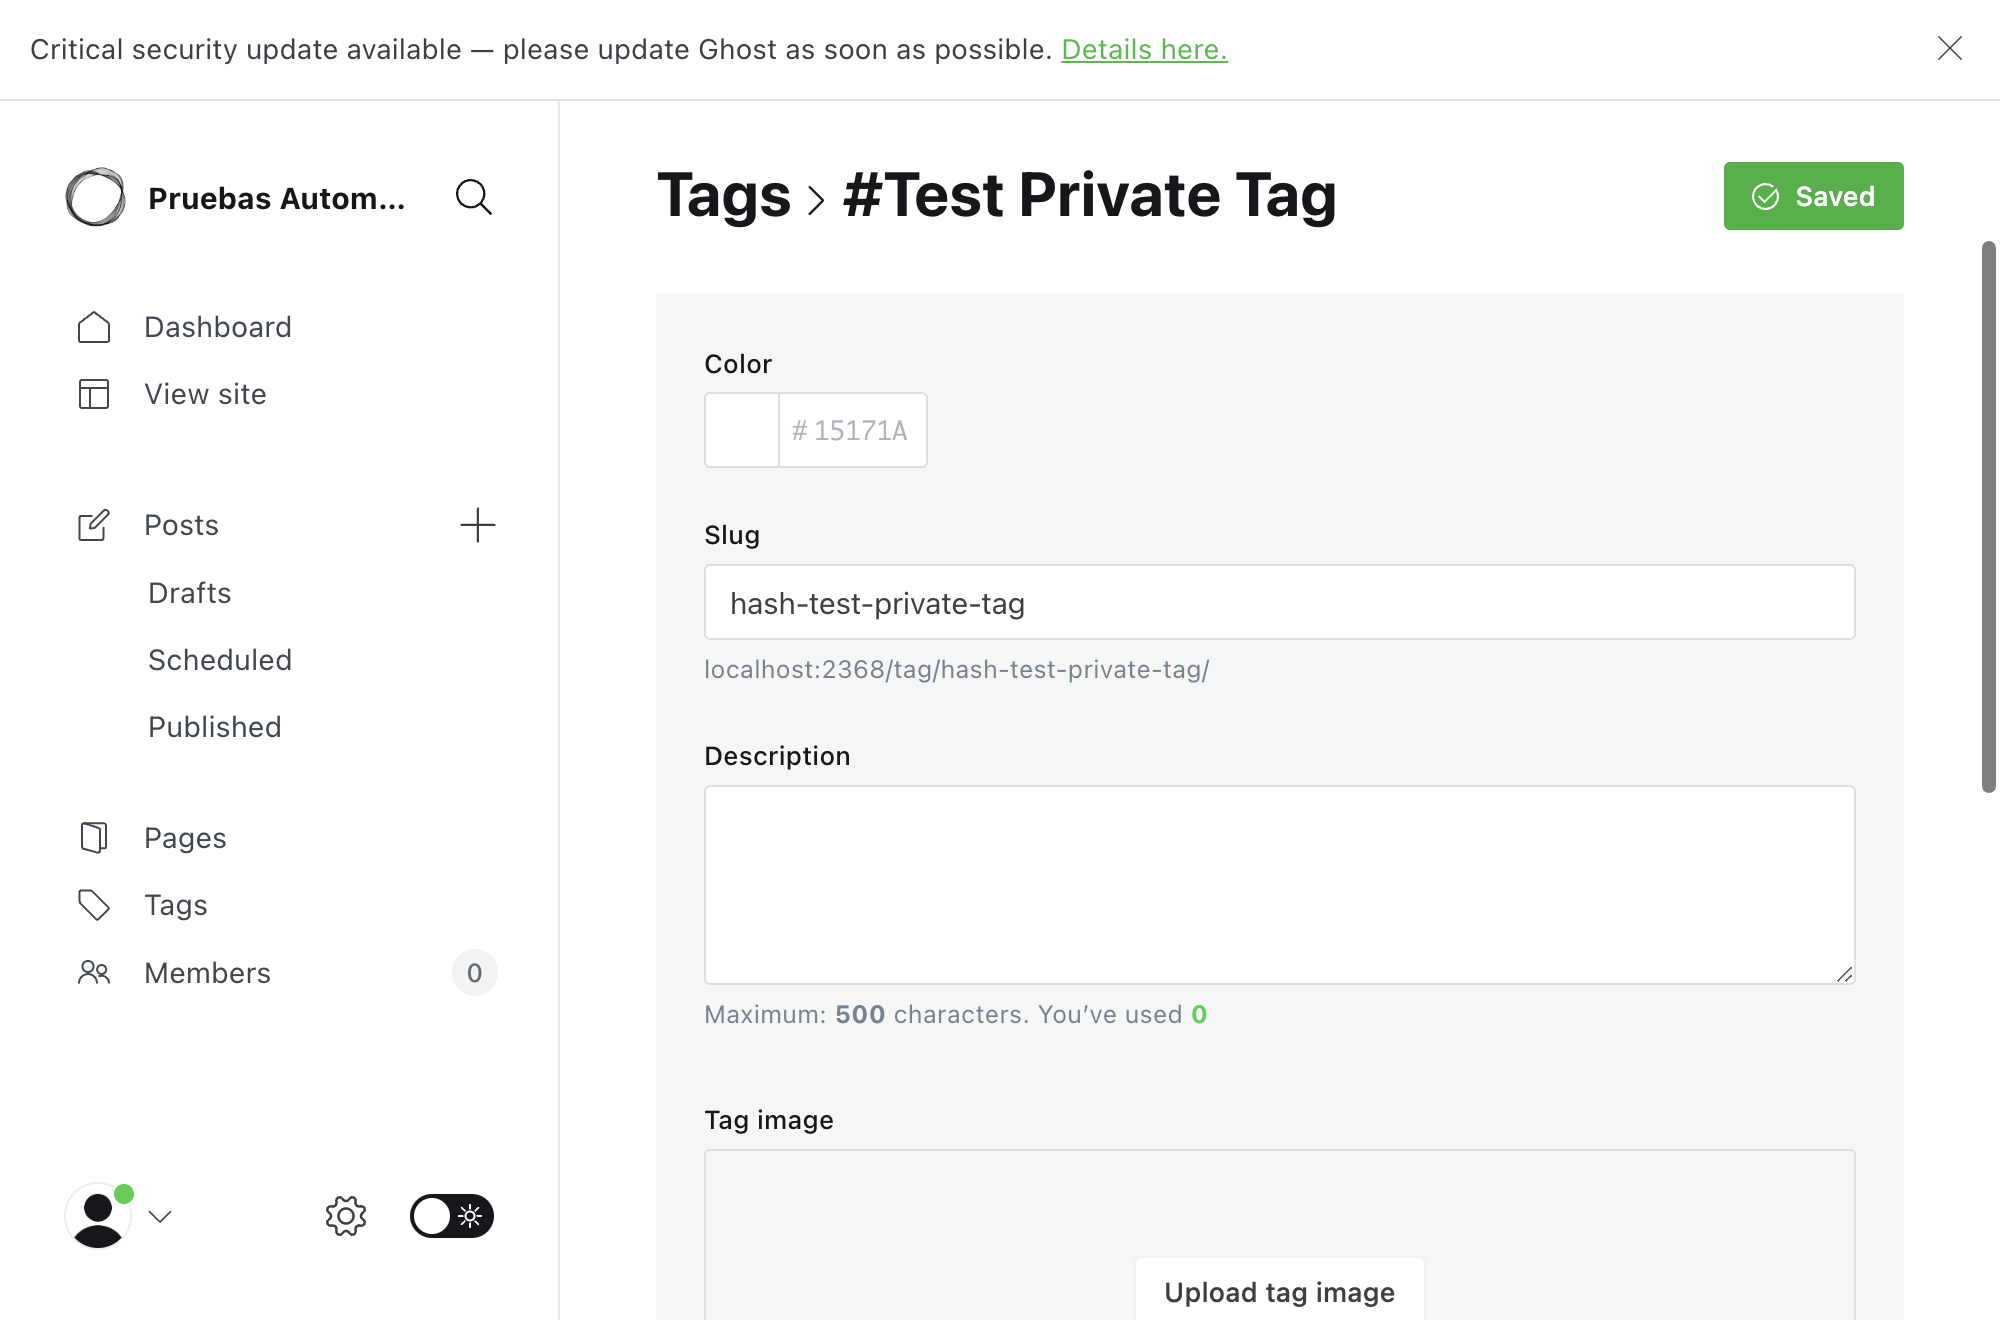 Critical security update available — please update Ghost as soon as possible. Details here.
Pruebas Autom...
Dashboard
View site
Posts
Drafts
Scheduled
Published
Pages
Tags
Members
0
Tags > #Test Private Tag
Saved
Color
# 15171A
Slug
hash-test-private-tag
localhost:2368/tag/hash-test-private-tag/
Description
Maximum: 500 characters. You’ve used 0
Tag image
Upload tag image